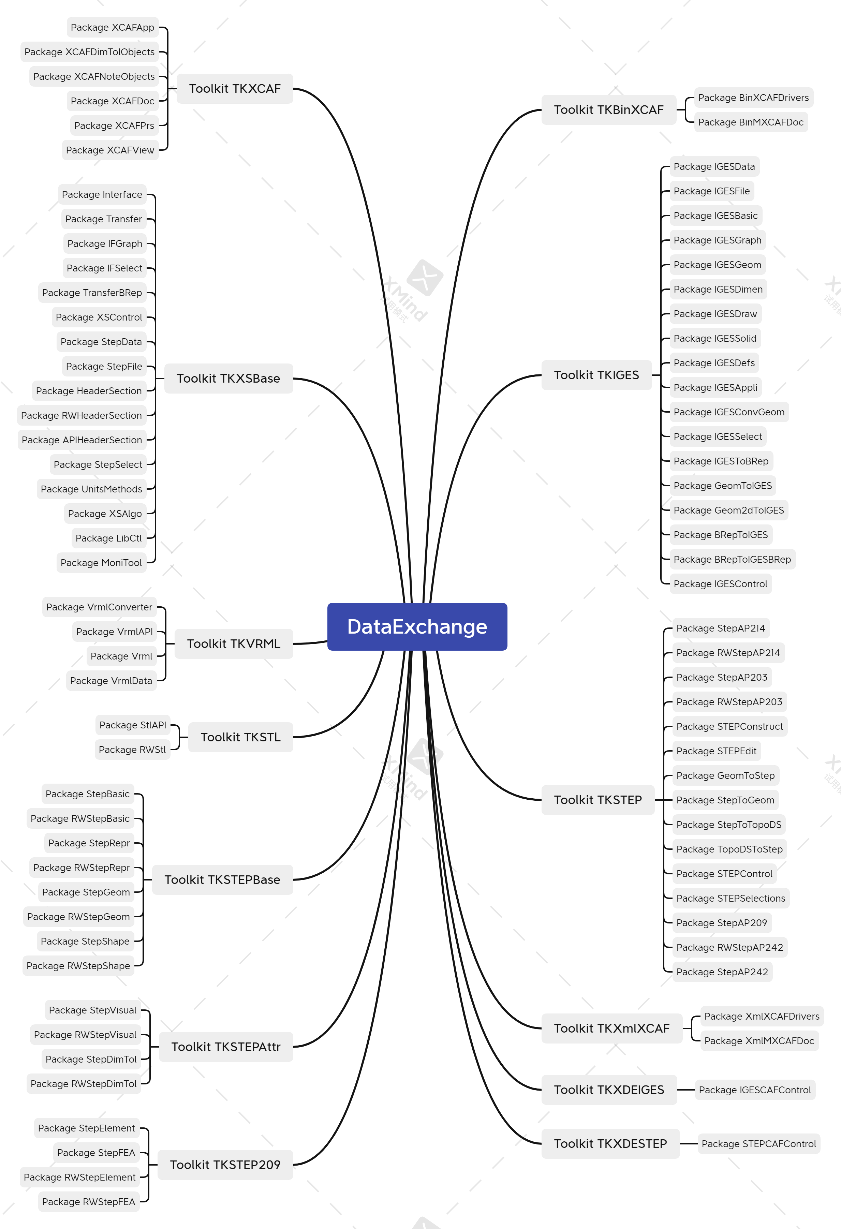 DataExchange
Toolkit TKXCAF
Package XCAFApp
Package XCAFDimTolObjects
Package XCAFNoteObjects
Package XCAFDoc
Package XCAFPrs
Package XCAFView
Toolkit TKXSBase
Package Interface
Package Transfer
Package IFGraph
Package IFSelect
Package TransferBRep
Package XSControl
Package StepData
Package StepFile
Package HeaderSection
Package RWHeaderSection
Package APIHeaderSection
Package StepSelect
Package UnitsMethods
Package XSAlgo
Package LibCtl
Package MoniTool
Toolkit TKVRML
Package VrmlConverter
Package VrmlAPI
Package Vrml
Package VrmlData
Toolkit TKSTL
Package StlAPI
Package RWStl
Toolkit TKSTEPBase
Package StepBasic
Package RWStepBasic
Package StepRepr
Package RWStepRepr
Package StepGeom
Package RWStepGeom
Package StepShape
Package RWStepShape
Toolkit TKSTEPAttr
Package StepVisual
Package RWStepVisual
Package StepDimTol
Package RWStepDimTol
Toolkit TKSTEP209
Package StepElement
Package StepFEA
Package RWStepElement
Package RWStepFEA
Toolkit TKBinXCAF
Package BinXCAFDrivers
Package BinMXCAFDoc
Toolkit TKIGES
Package IGESData
Package IGESFile
Package IGESBasic
Package IGESGraph
Package IGESGeom
Package IGESDimen
Package IGESDraw
Package IGESSolid
Package IGESDefs
Package IGESAppli
Package IGESConvGeom
Package IGESSelect
Package IGESToBRep
Package GeomToIGES
Package Geom2dToIGES
Package BRepToIGES
Package BRepToIGESBRep
Package IGESControl
Toolkit TKSTEP
Package StepAP214
Package RWStepAP214
Package StepAP203
Package RWStepAP203
Package STEPConstruct
Package STEPEdit
Package GeomToStep
Package StepToGeom
Package StepToTopoDS
Package TopoDSToStep
Package STEPControl
Package STEPSelections
Package StepAP209
Package RWStepAP242
Package StepAP242
Toolkit TKXmlXCAF
Package XmlXCAFDrivers
Package XmlMXCAFDoc
Toolkit TKXDEIGES
Package IGESCAFControl
Toolkit TKXDESTEP
Package STEPCAFControl
XMind
试用模式